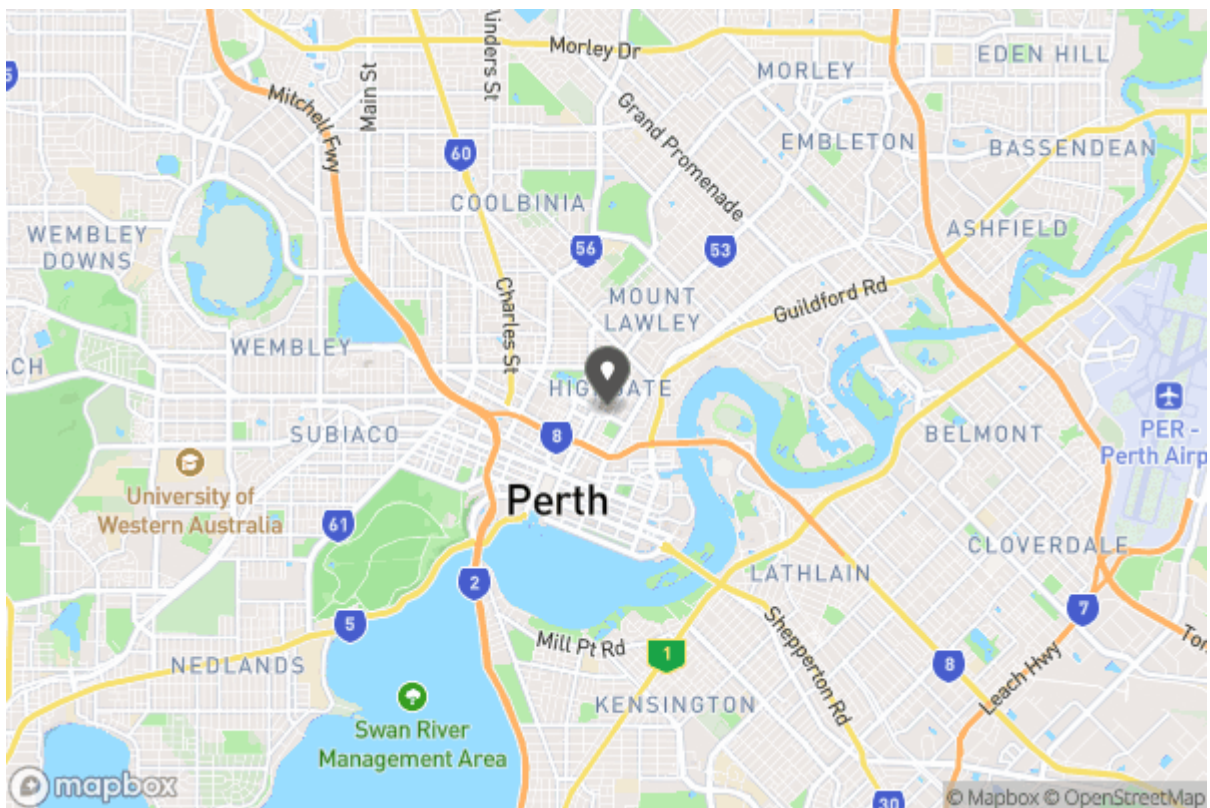 Morley Dr
EDEN HILL
MORLEY
Main St
Mitchell Fwy
Grand Promenade
60
EMBLETON
BASSENDEAN
COOLBINIA
WEMBLEY
DOWNS
56
53
ASHFIELD
Charles St
MOUNT
LAWLEY
Guildford Rd
WEMBLEY
HIGHGATE
PER -
Perth Airp
SUBIACO
8
BELMONT
University of
Western Australia
61
Perth
CLOVERDALE
2
LATHLAIN
7
5
Mill Pt Rd
1
Shepperton Rd
8
Leach Hwy
NEDLANDS
KENSINGTON
Swan River
Management Area
mapbox
30
© Mapbox © OpenStreetMap